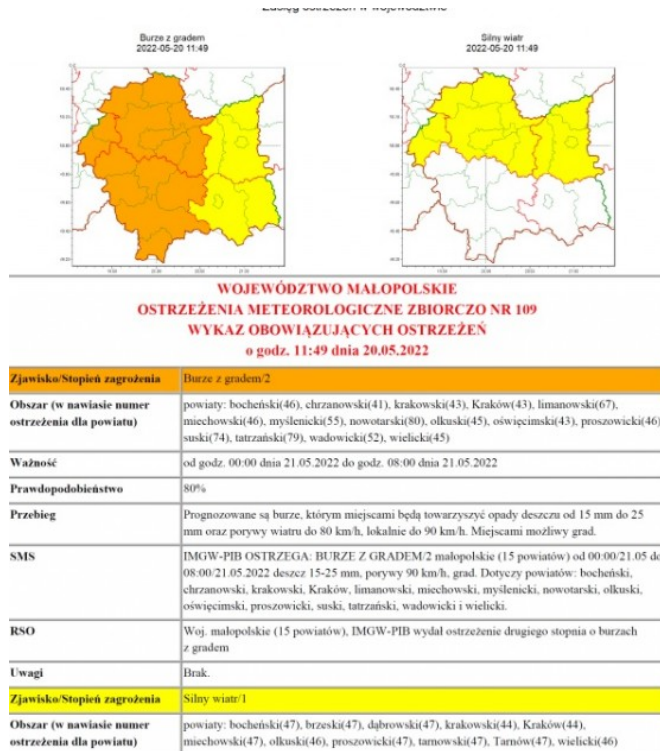 Zasięg ostrzeżeń w województwie
Burze z gradem
2022-05-20 11:49
Silny wiatr
2022-05-20 11:49
WOJEWÓDZTWO MAŁOPOLSKIE
OSTRZEŻENIA METEOROLOGICZNE ZBIORCZO NR 109
WYKAZ OBOWIĄZUJĄCYCH OSTRZEŻEŃ
o godz. 11:49 dnia 20.05.2022
Zjawisko/Stopień zagrożenia
Burze z gradem/2
Obszar (w nawiasie numer
ostrzeżenia dla powiatu)
powiaty: bocheński(46), chrzanowski(41), krakowski(43), Kraków(43), limanowski(67),
miechowski(46), myślenicki(55), nowotarski(80), olkuski(45), oświęcimski(43), proszowicki(46)
suski(74), tatrzański(79), wadowicki(52), wielicki(45)
Ważność
od godz. 00:00 dnia 21.05.2022 do godz. 08:00 dnia 21.05.2022
Prawdopodobieństwo
80%
Przebieg
Prognozowane są burze, którym miejscami będą towarzyszyć opady deszczu od 15 mm do 25
mm oraz porywy wiatru do 80 km/h, lokalnie do 90 km/h. Miejscami możliwy grad.
SMS
IMGW-PIB OSTRZEGA: BURZE Z GRADEM/2 małopolskie (15 powiatów) od 00:00/21.05 do
08:00/21.05.2022 deszcz 15-25 mm, porywy 90 km/h, grad. Dotyczy powiatów: bocheński,
chrzanowski, krakowski, Kraków, limanowski, miechowski, myślenicki, nowotarski, olkuski,
oświęcimski, proszowicki, suski, tatrzański, wadowicki i wielicki.
RSO
Woj. małopolskie (15 powiatów), IMGW-PIB wydał ostrzeżenie drugiego stopnia o burzach
z gradem
Uwagi
Brak.
Zjawisko/Stopień zagrożenia
Silny wiatr/1
Obszar (w nawiasie numer
ostrzeżenia dla powiatu)
powiaty: bocheński(47), brzeski(47), dąbrowski(47), krakowski(44), Kraków(44),
miechowski(47), olkuski(46), proszowicki(47), tarnowski(47), Tarnów(47), wielicki(46)